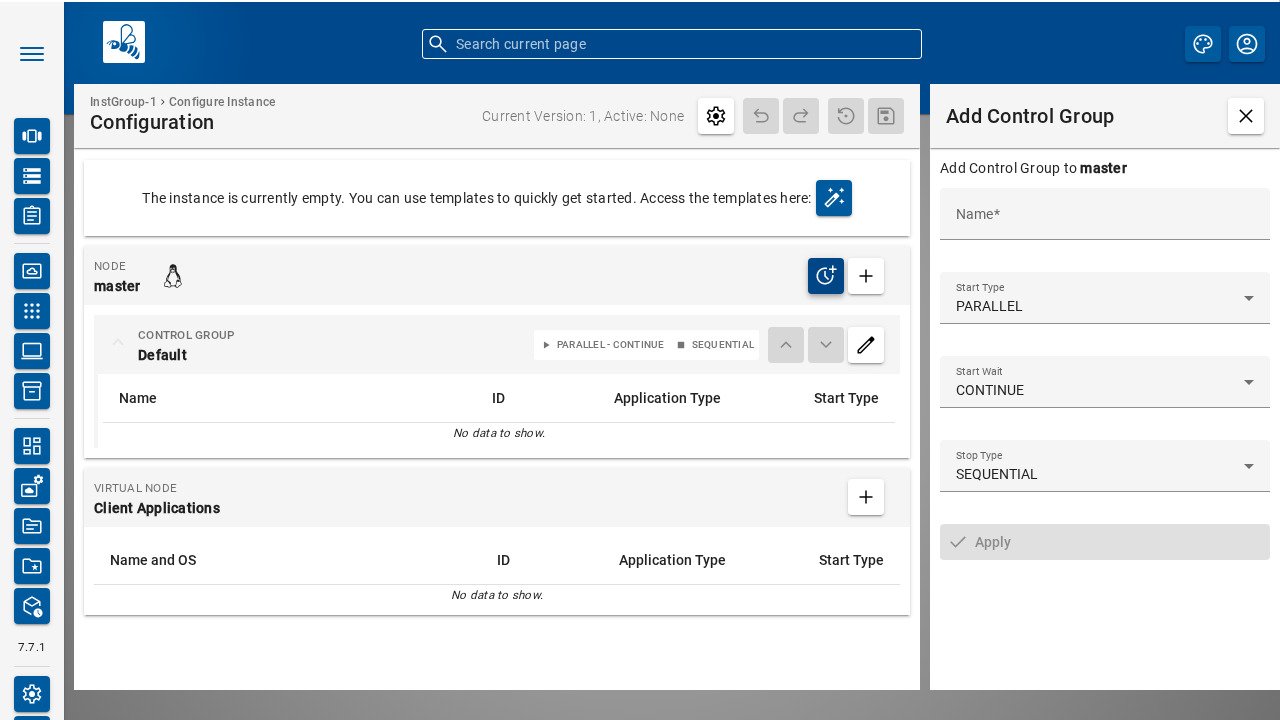 Search current page
InstGroup-1 › Configure Instance
Configuration
Current Version: 1, Active: None
The instance is currently empty. You can use templates to quickly get started. Access the templates here:
NODE
master
CONTROL GROUP
Default
PARALLEL - CONTINUE
SEQUENTIAL
Name ID Application Type Start Type
No data to show.
VIRTUAL NODE
Client Applications
Name and OS ID Application Type Start Type
No data to show.
7.7.1
Add Control Group
Add Control Group to master
Name*
Start Type
PARALLEL
Start Wait
CONTINUE
Stop Type
SEQUENTIAL
Apply